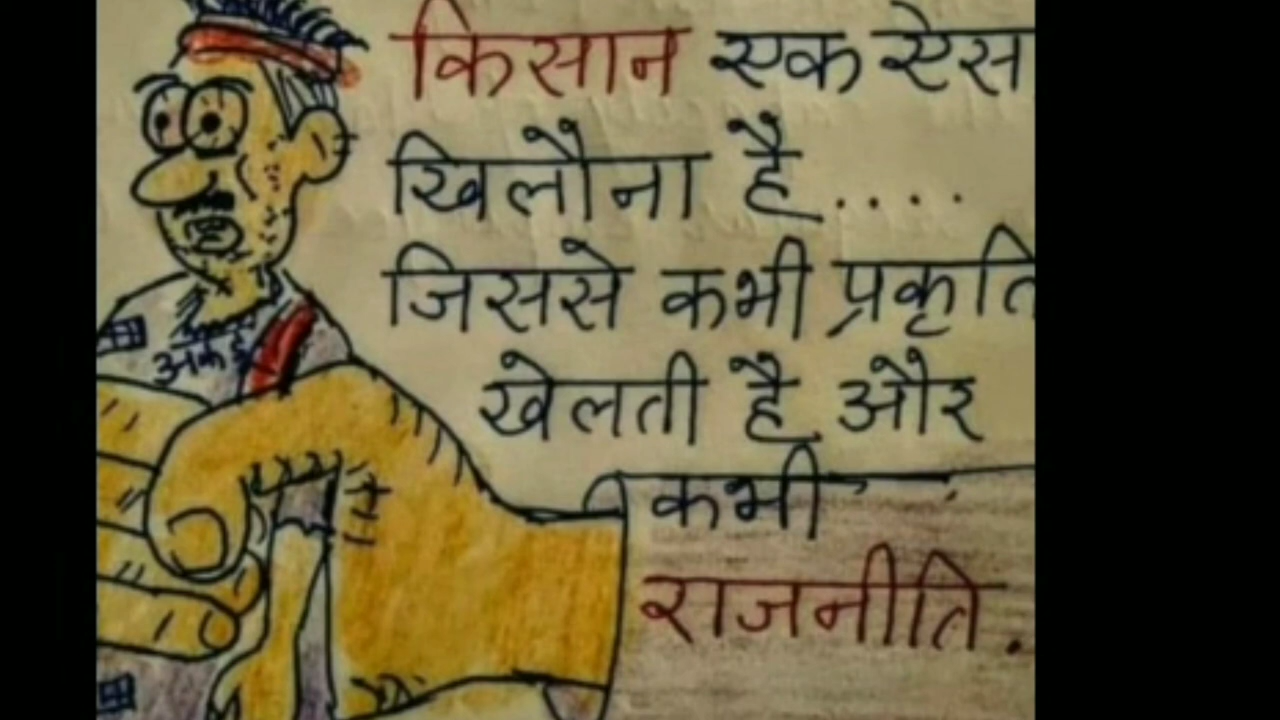 किसान एक ऐस
खिलौना है....
जिससे कभी प्रकृति
खेलती है और
कभी
राजनीति.